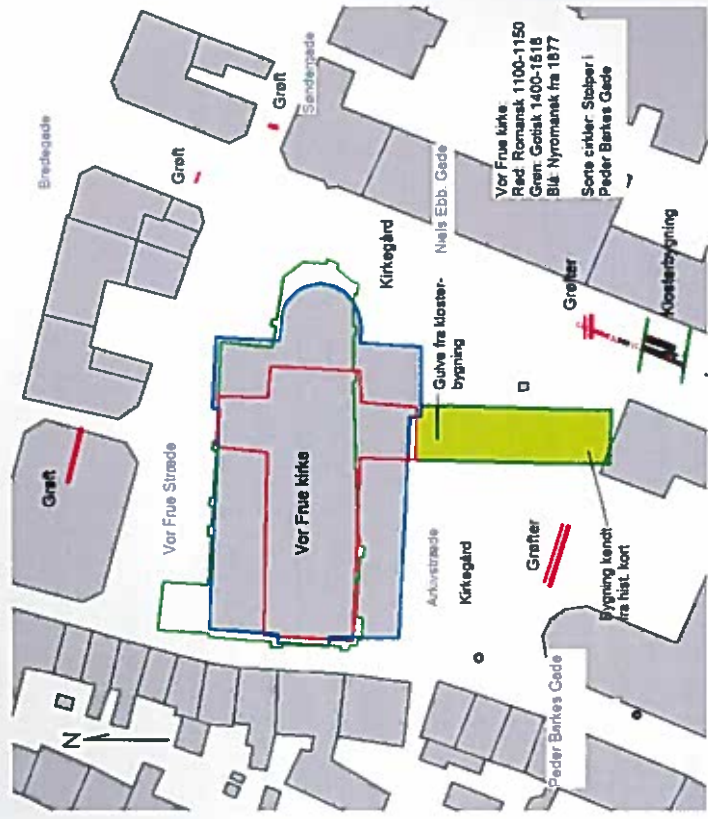 Bredegade
Søndergade
Grøft
Grøft
Grøft
Vor Frue Stræde
Vor Frue kirke
Kirkegård
Niels Ebb. Gade
Vor Frue kirke:
Rød: Romansk 1100-1150
Grøn: Gotisk 1400-1518
Blå: Nyromansk fra 1877
Sorte cirkler: Stolper i
Peder Barkes Gade
Gulve fra kloster-
bygning
Arkivstræde
Kirkegård
Grøfter
Grøfter
Klosterbygning
Bygning kendt
fra hist. kort
Peder Barkes Gade
N